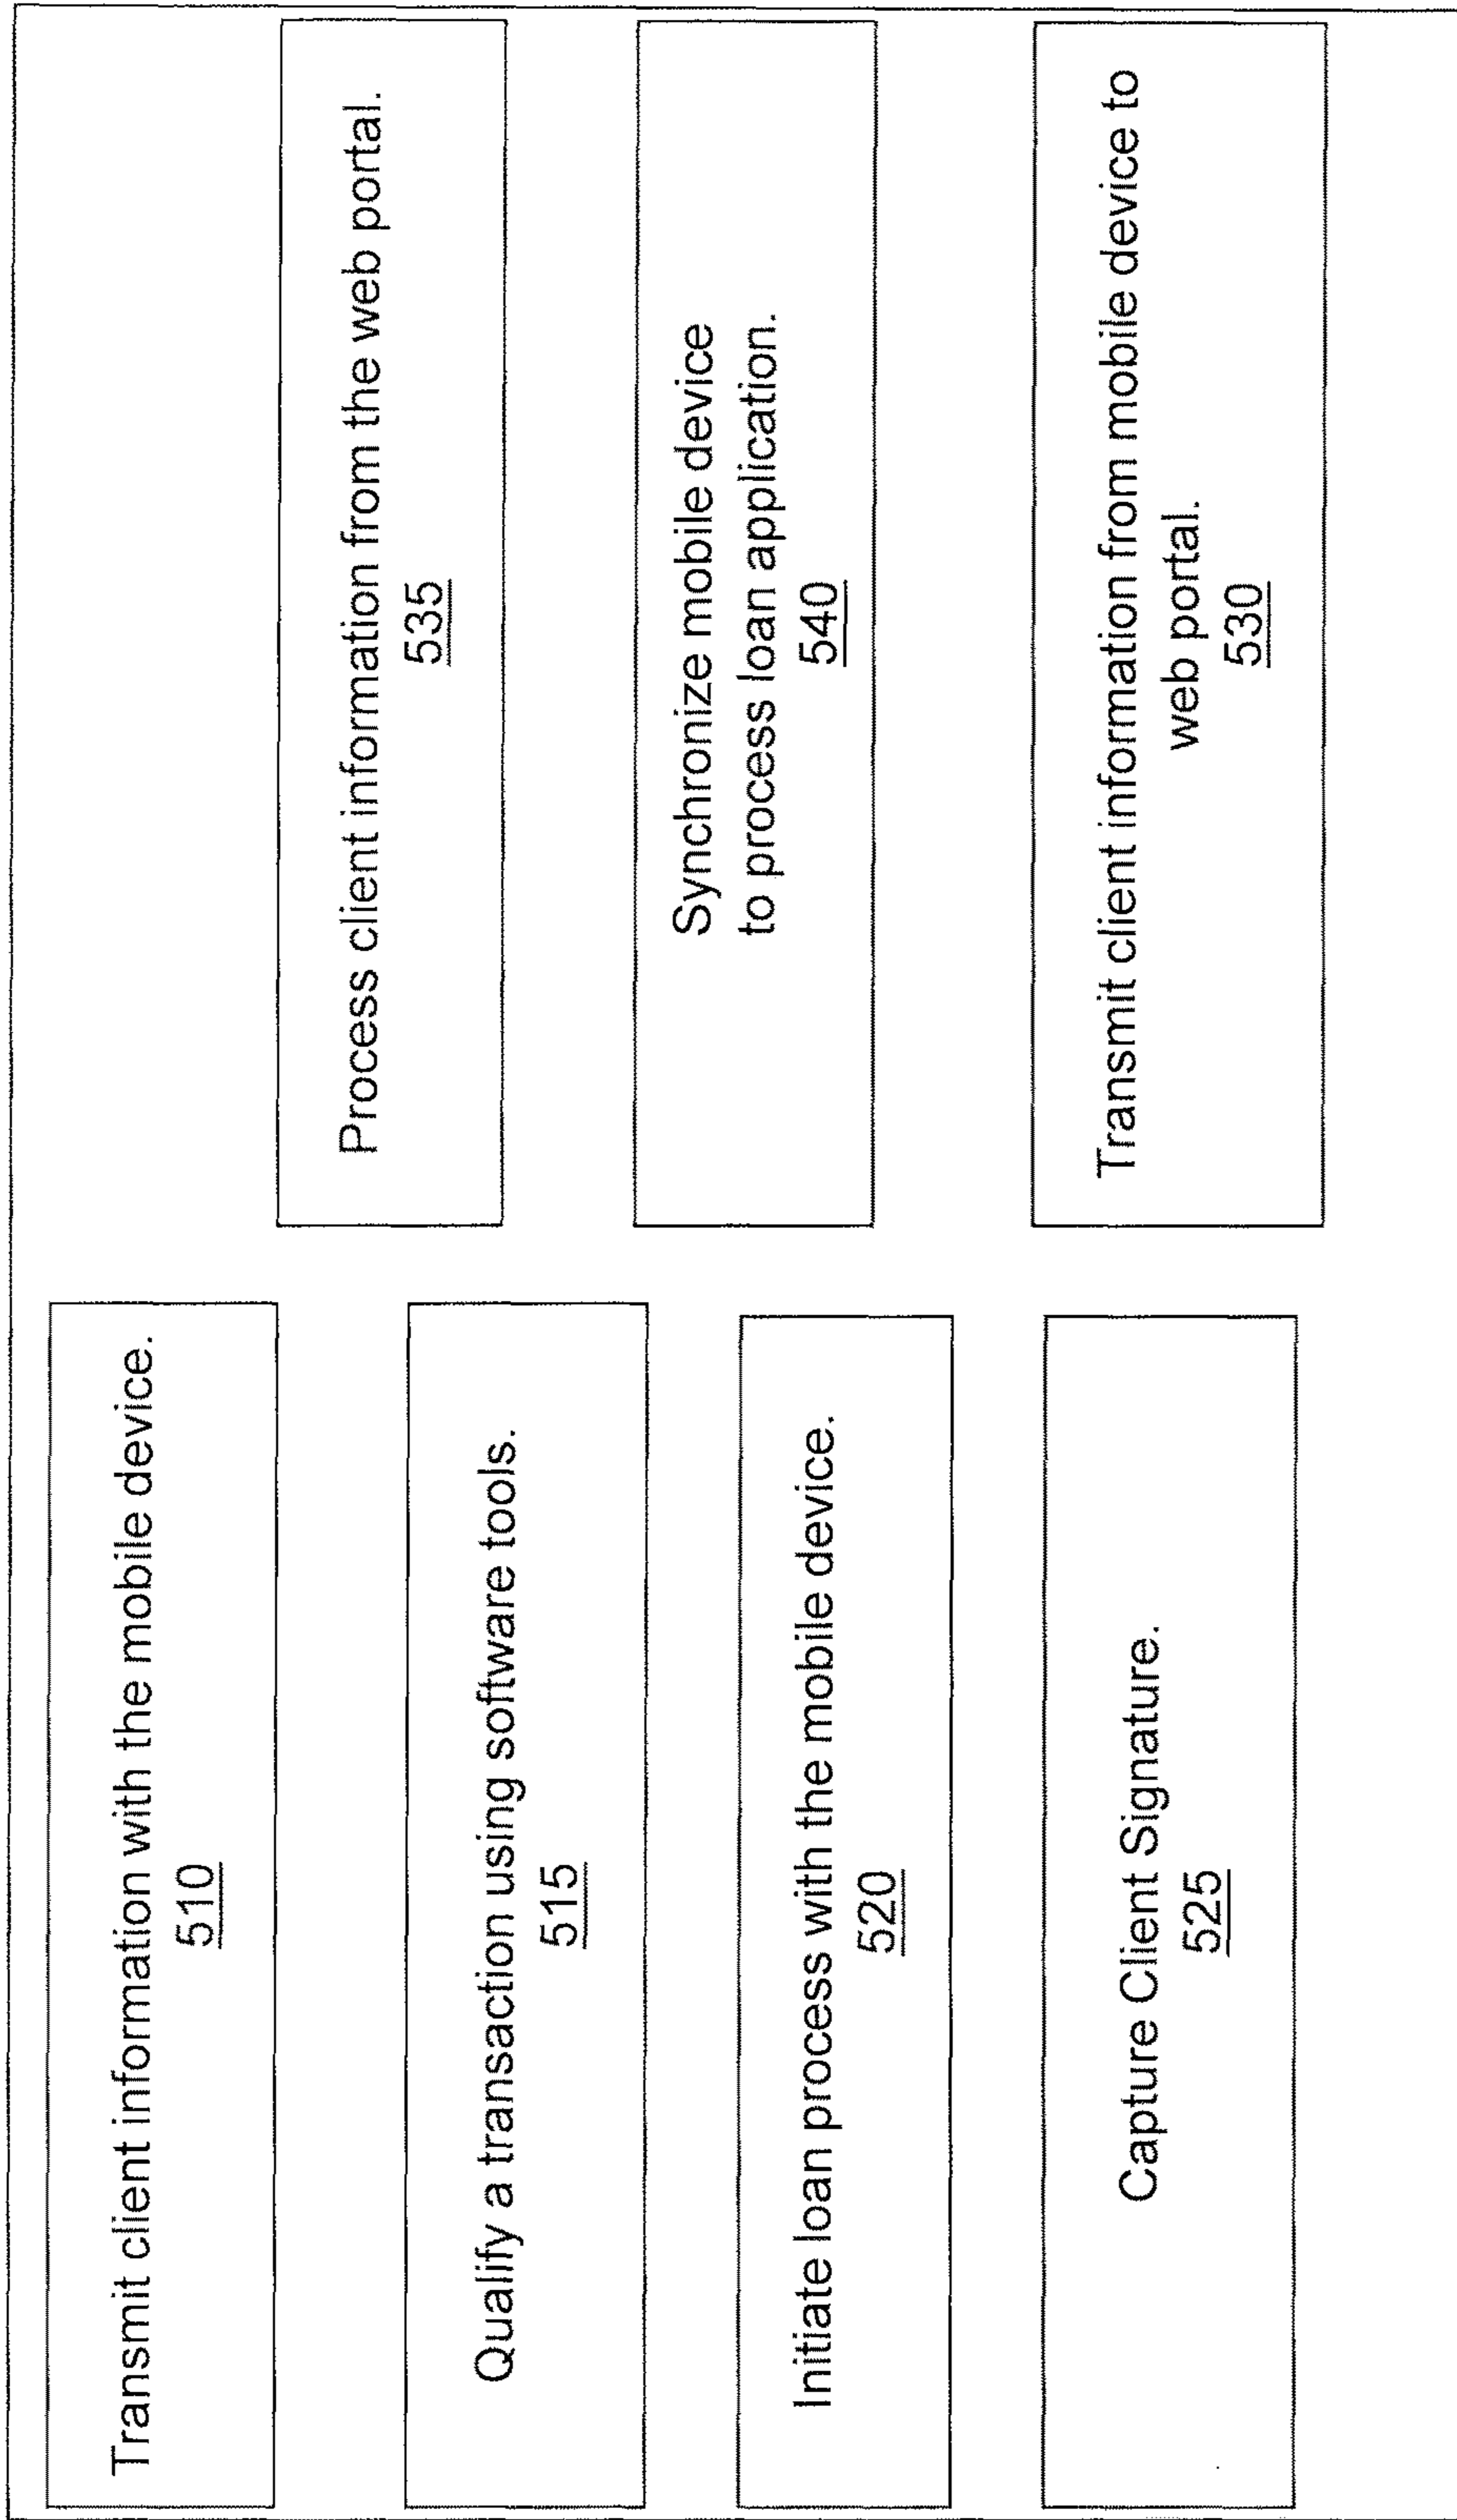 Transmit client information with the mobile device.
510
Qualify a transaction using software tools.
515
Initiate loan process with the mobile device.
520
Capture Client Signature.
525
Process client information from the web portal.
535
Synchronize mobile device
to process loan application.
540
Transmit client information from mobile device to
web portal.
530